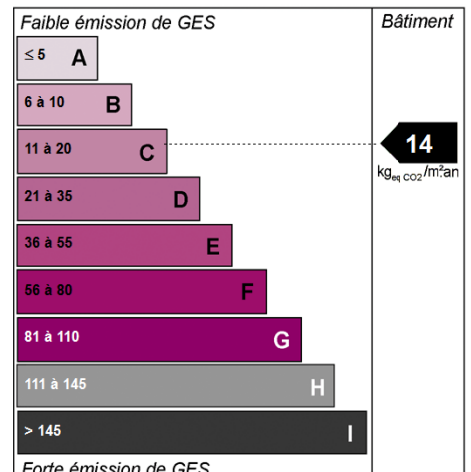 Faible émission de GES
Bâtiment
≤ 5 A
6 à 10 B
11 à 20 C
14
kgeq CO2/m².an
21 à 35 D
36 à 55 E
56 à 80 F
81 à 110 G
111 à 145 H
> 145 I
Forte émission de GES